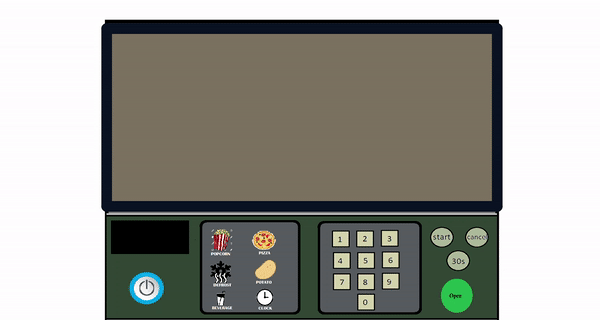 POPCORN
PIZZA
DEFROST
POTATO
BEVERAGE
CLOCK
1 2 3
4 5 6
7 8 9
0
start
cancel
30s
Open